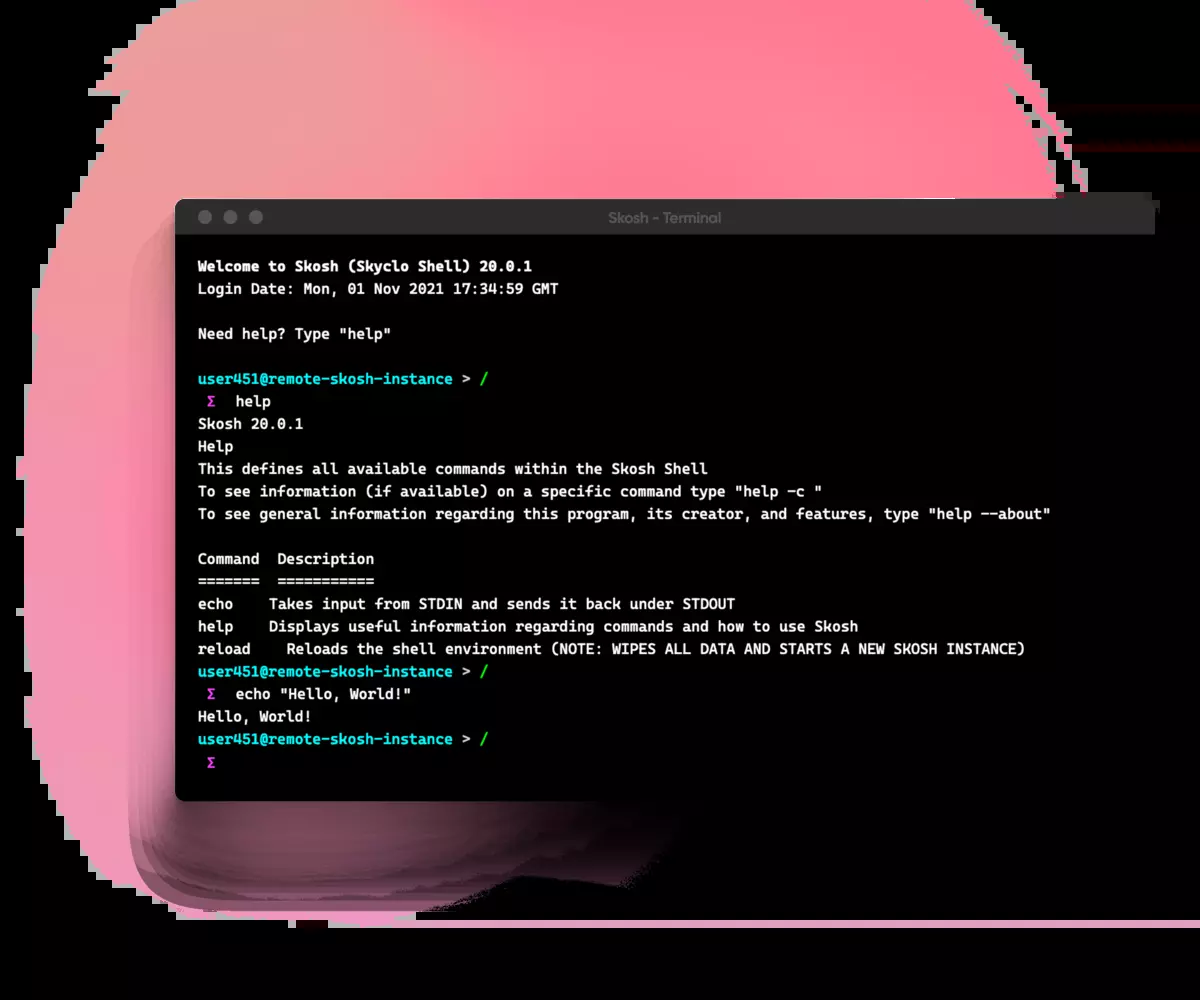 Skosh - Terminal
Welcome to Skosh (Skyclo Shell) 20.0.1
Login Date: Mon, 01 Nov 2021 17:34:59 GMT
Need help? Type "help"
user451@remote-skosh-instance > /
Σ help
Skosh 20.0.1
Help
This defines all available commands within the Skosh Shell
To see information (if available) on a specific command type "help -c "
To see general information regarding this program, its creator, and features, type "help --about"
Command  Description
=======  ===========
echo    Takes input from STDIN and sends it back under STDOUT
help    Displays useful information regarding commands and how to use Skosh
reload    Reloads the shell environment (NOTE: WIPES ALL DATA AND STARTS A NEW SKOSH INSTANCE)
user451@remote-skosh-instance > /
Σ echo "Hello, World!"
Hello, World!
user451@remote-skosh-instance > /
Σ